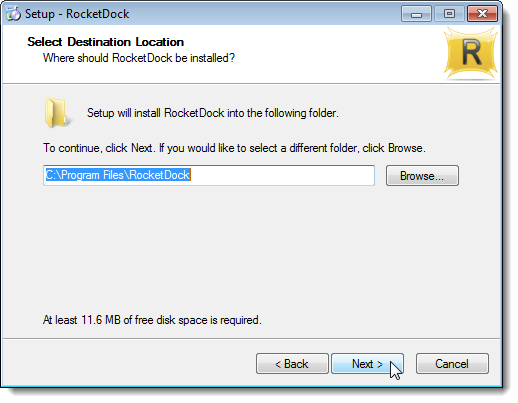 Setup - RocketDock
Select Destination Location
Where should RocketDock be installed?
R
Setup will install RocketDock into the following folder.
To continue, click Next. If you would like to select a different folder, click Browse.
C:\Program Files\RocketDock
Browse...
At least 11.6 MB of free disk space is required.
< Back
Next >
Cancel